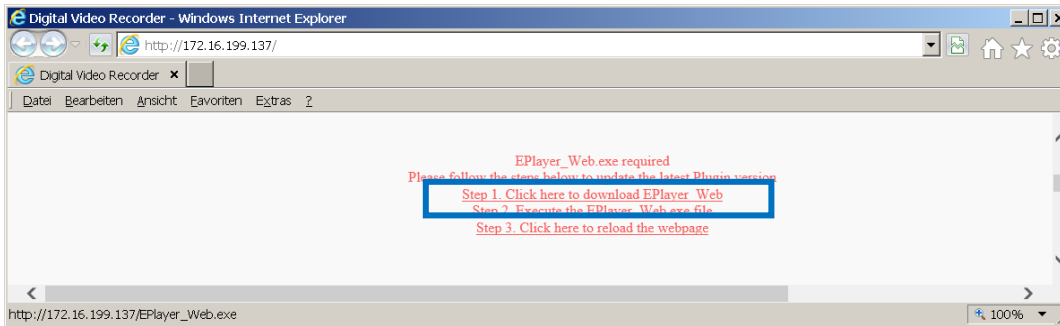 Digital Video Recorder - Windows Internet Explorer
http://172.16.199.137/
Digital Video Recorder
Datei Bearbeiten Ansicht Favoriten Extras ?
EPlayer_Web.exe required
Please follow the steps below to update the latest Plugin version
Step 1. Click here to download EPlayer_Web
Step 2. Execute the EPlayer_Web.exe file
Step 3. Click here to reload the webpage
http://172.16.199.137/EPlayer_Web.exe
100%